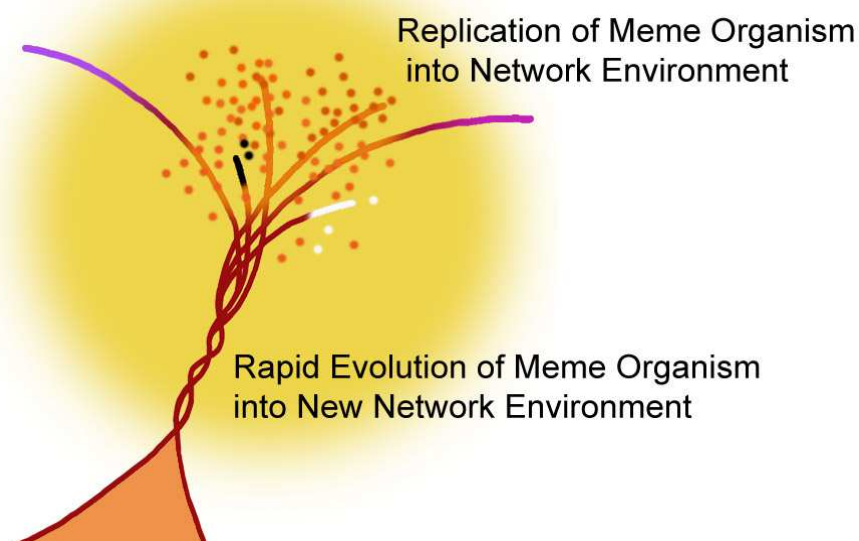 Replication of Meme Organism
into Network Environment
Rapid Evolution of Meme Organism
into New Network Environment